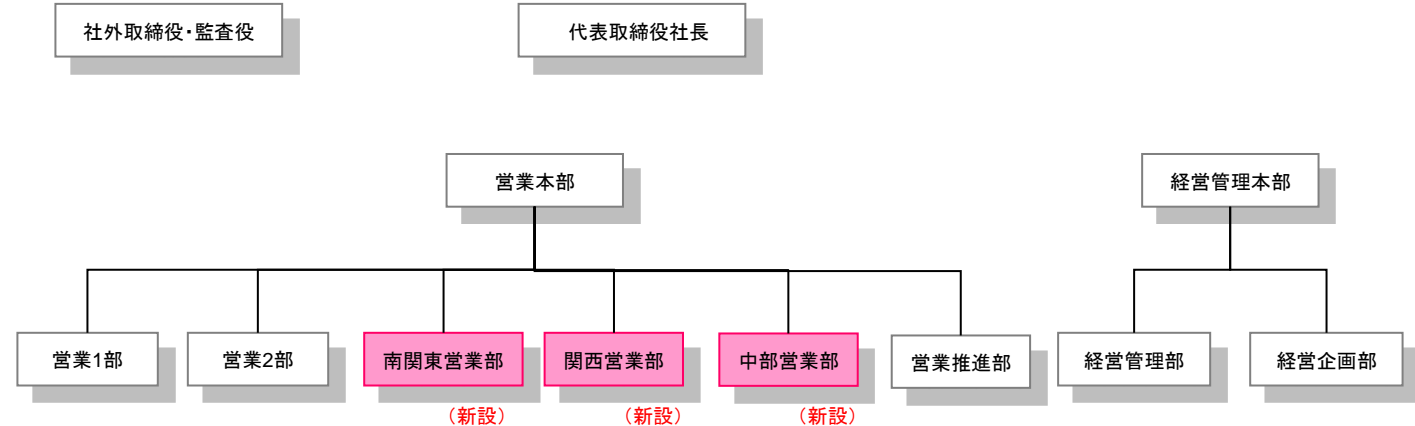 社外取締役・監査役
代表取締役社長
営業本部
経営管理本部
営業1部
営業2部
南関東営業部
関西営業部
中部営業部
営業推進部
経営管理部
経営企画部
（新設）
（新設）
（新設）